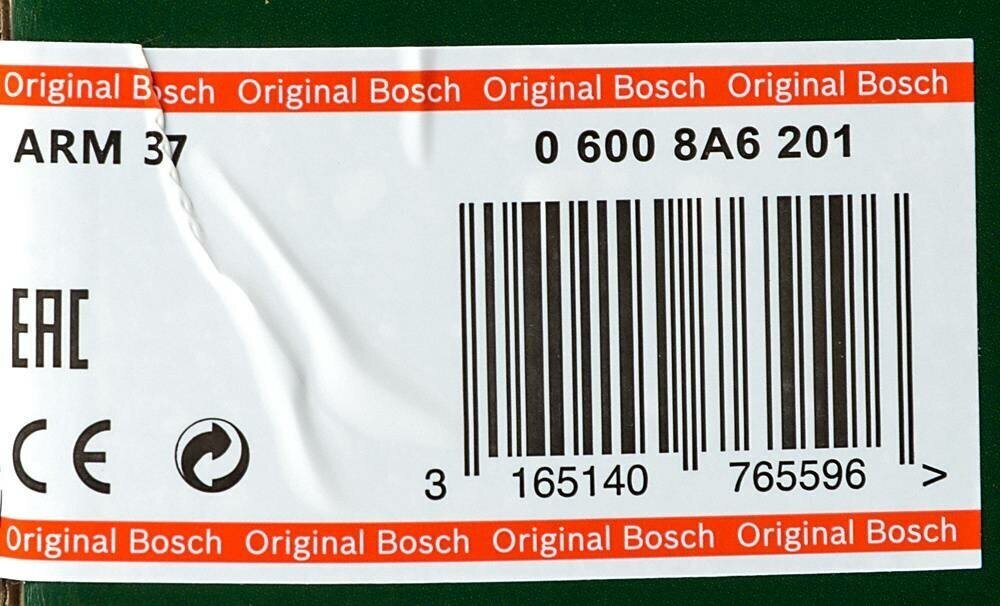 Original Bosch Original Bosch Original Bosch Original Bosch
ARM 37 0 600 8A6 201
EAC
CE
3 165140 765596 >
Original Bosch Original Bosch Original Bosch Original Bosch